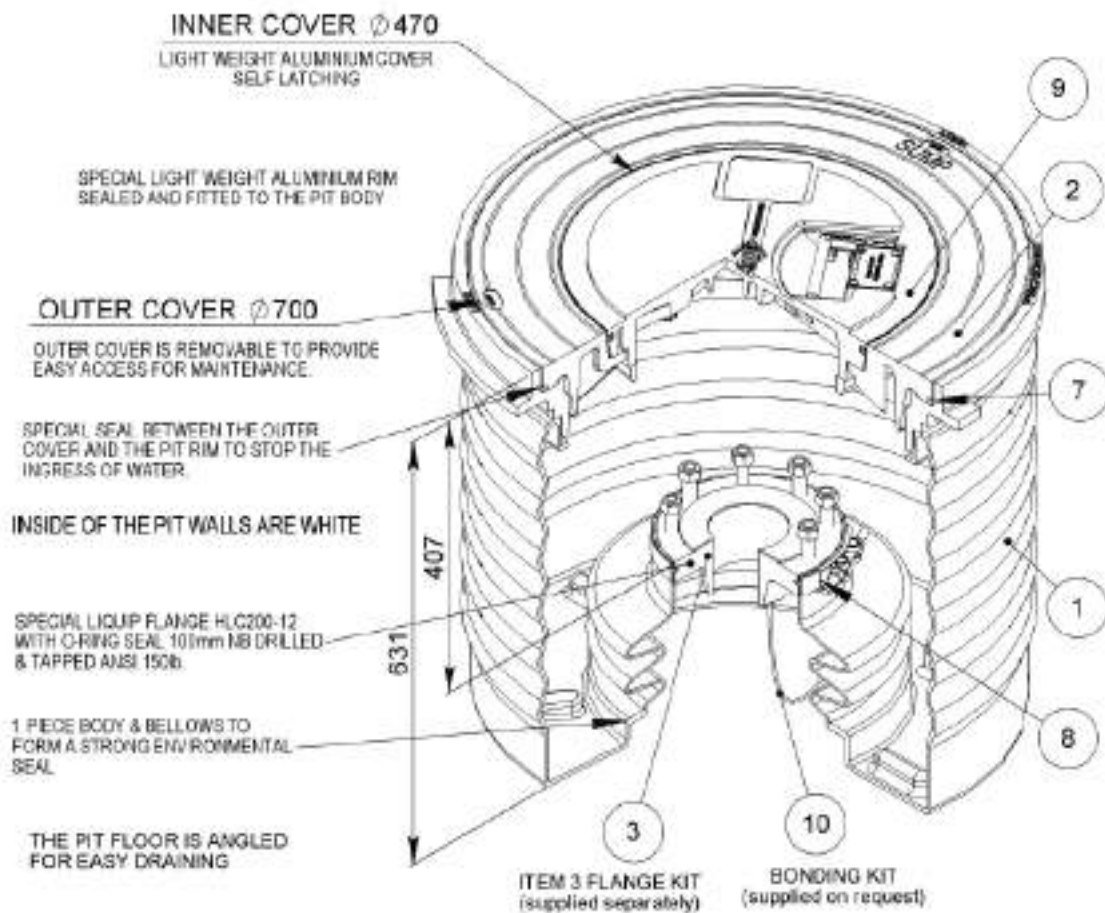 INNER COVER ∅470
LIGHT WEIGHT ALUMINIUM COVER
SELF LATCHING
9
SPECIAL LIGHT WEIGHT ALUMINIUM RIM
SEALED AND FITTED TO THE PIT BODY
2
OUTER COVER ∅700
OUTER COVER IS REMOVABLE TO PROVIDE
EASY ACCESS FOR MAINTENANCE.
7
SPECIAL SEAL BETWEEN THE OUTER
COVER AND THE PIT RIM TO STOP THE
INGRESS OF WATER.
INSIDE OF THE PIT WALLS ARE WHITE
407
631
1
SPECIAL LIQUIP FLANGE HLC200-12
WITH O-RING SEAL 100mm NB DRILLED
& TAPPED ANSI 150lb.
1 PIECE BODY & BELLOWS TO
FORM A STRONG ENVIRONMENTAL
SEAL
8
THE PIT FLOOR IS ANGLED
FOR EASY DRAINING
3
10
ITEM 3 FLANGE KIT
(supplied separately)
BONDING KIT
(supplied on request)